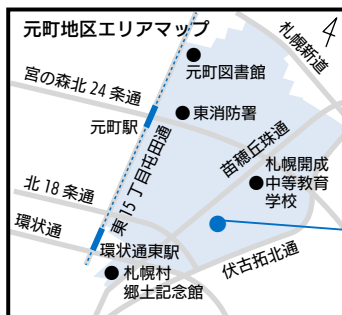 元町地区エリアマップ
札幌新道
元町図書館
宮の森北24条通
東消防署
元町駅
東15丁目屯田通
苗穂丘珠通
札幌開成
中等教育
学校
北18条通
環状通
環状通東駅
伏古拓北通
札幌村
郷土記念館